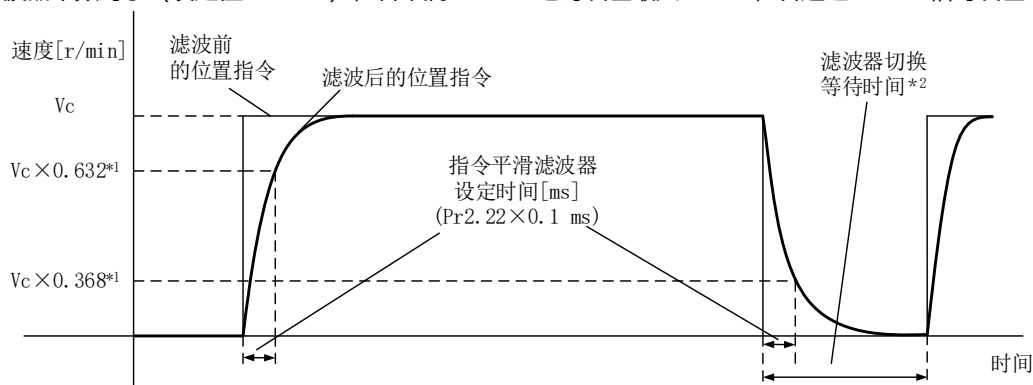 速度[r/min]
滤波前
的位置指令
滤波后的位置指令
滤波器切换
等待时间*2
Vc
Vc×0.632*1
指令平滑滤波器
设定时间[ms]
(Pr2.22×0.1 ms)
Vc×0.368*1
时间